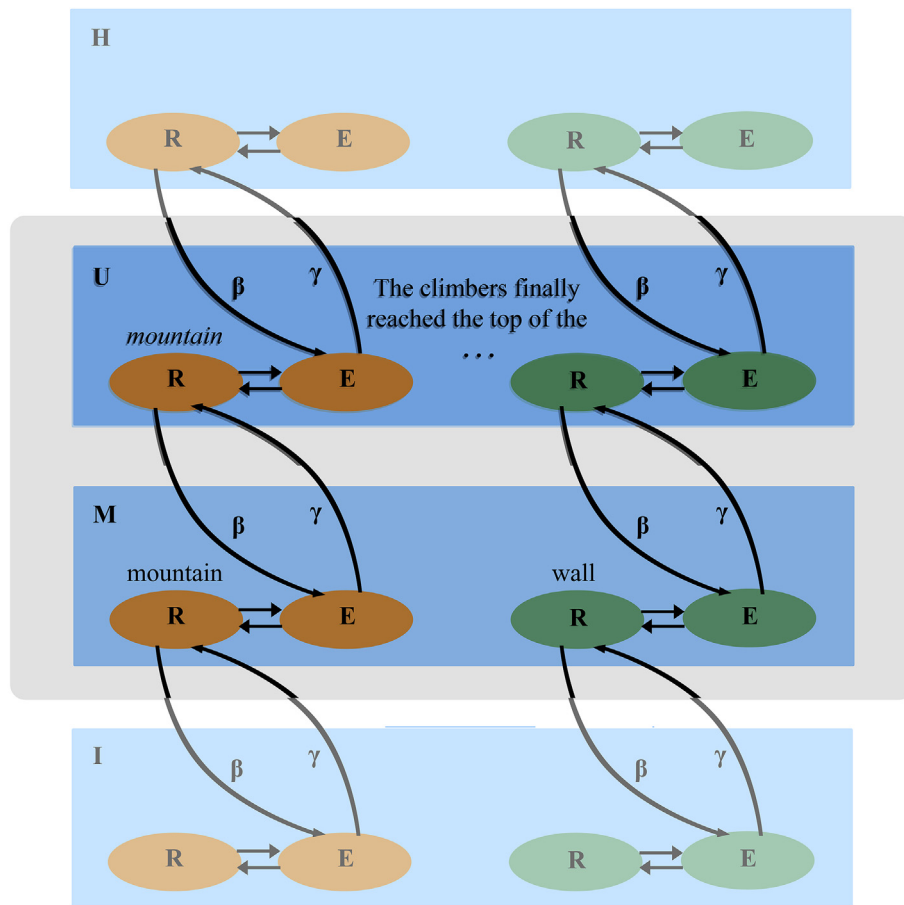 H
R E R E
U
β γ The climbers finally β γ
reached the top of the
mountain ...
R E R E
M
β γ β γ
mountain wall
R E R E
I
β γ β γ
R E R E